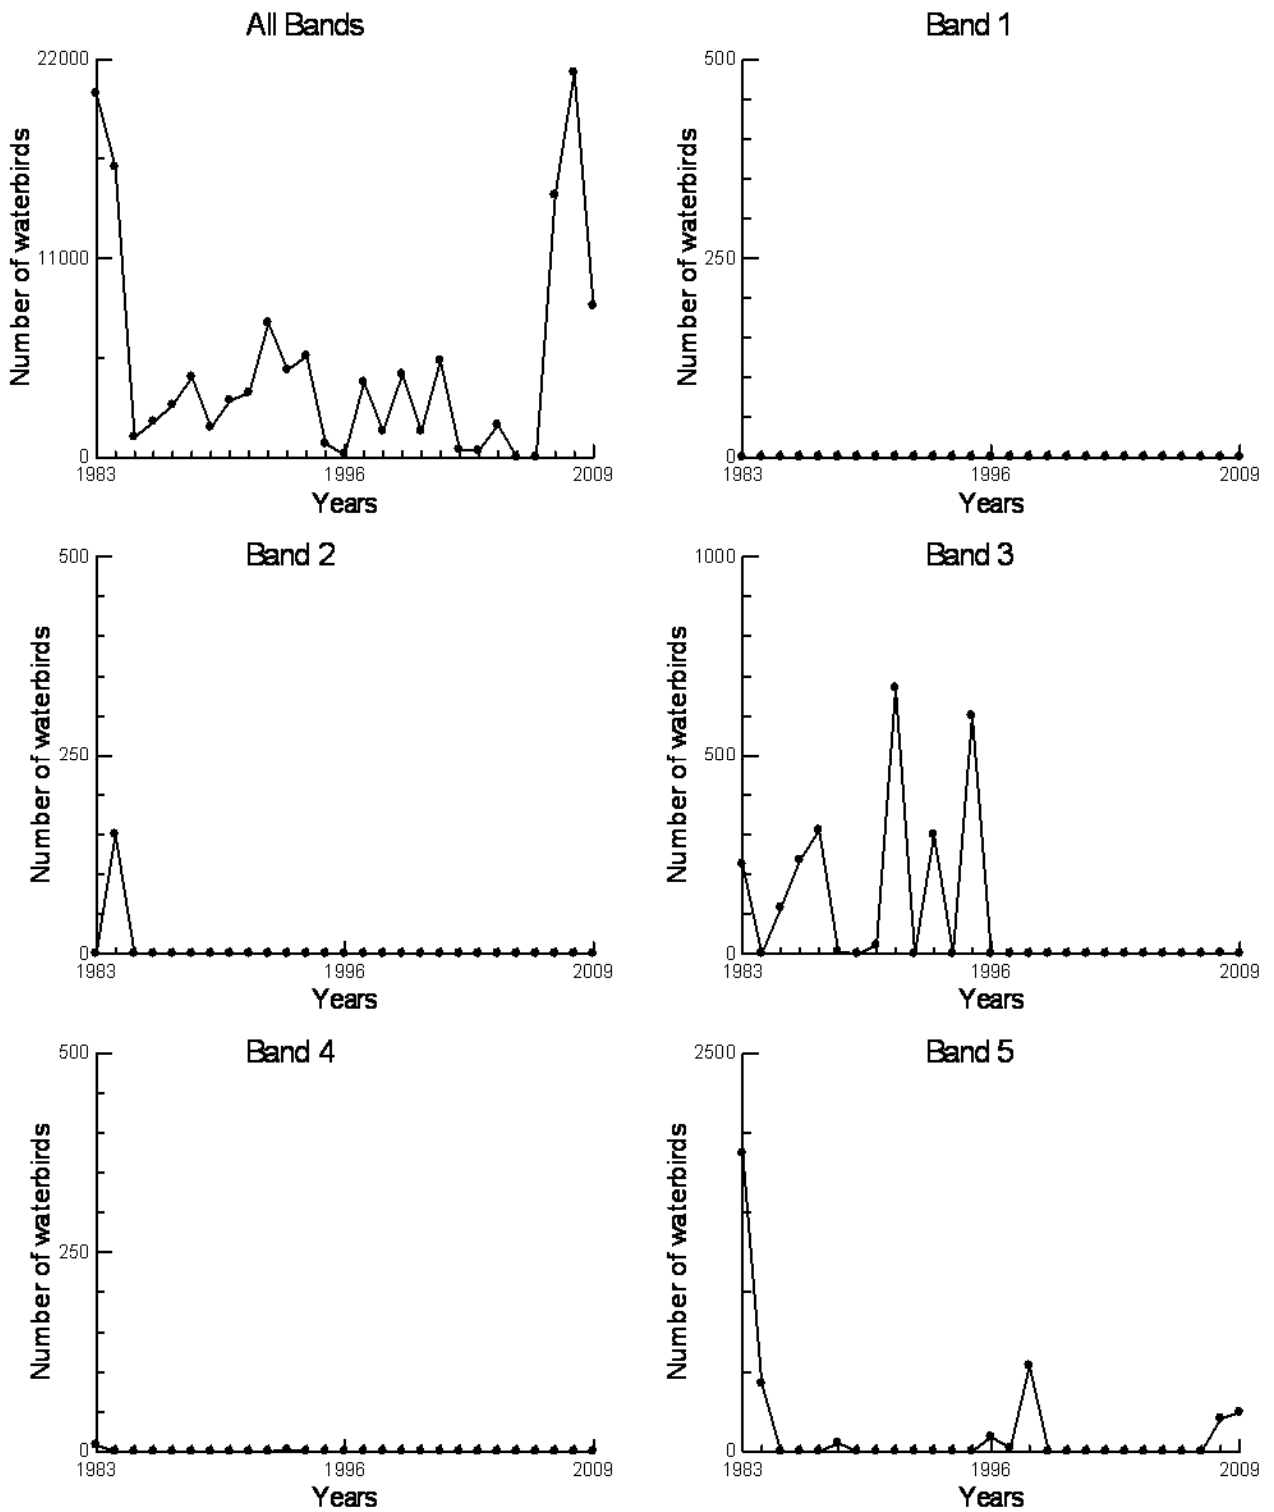 All Bands
Number of waterbirds
22000
11000
0
1983
1996
2009
Years
Band 1
Number of waterbirds
500
250
0
1983
1996
2009
Years
Band 2
Number of waterbirds
500
250
0
1983
1996
2009
Years
Band 3
Number of waterbirds
1000
500
0
1983
1996
2009
Years
Band 4
Number of waterbirds
500
250
0
1983
1996
2009
Years
Band 5
Number of waterbirds
2500
0
1983
1996
2009
Years